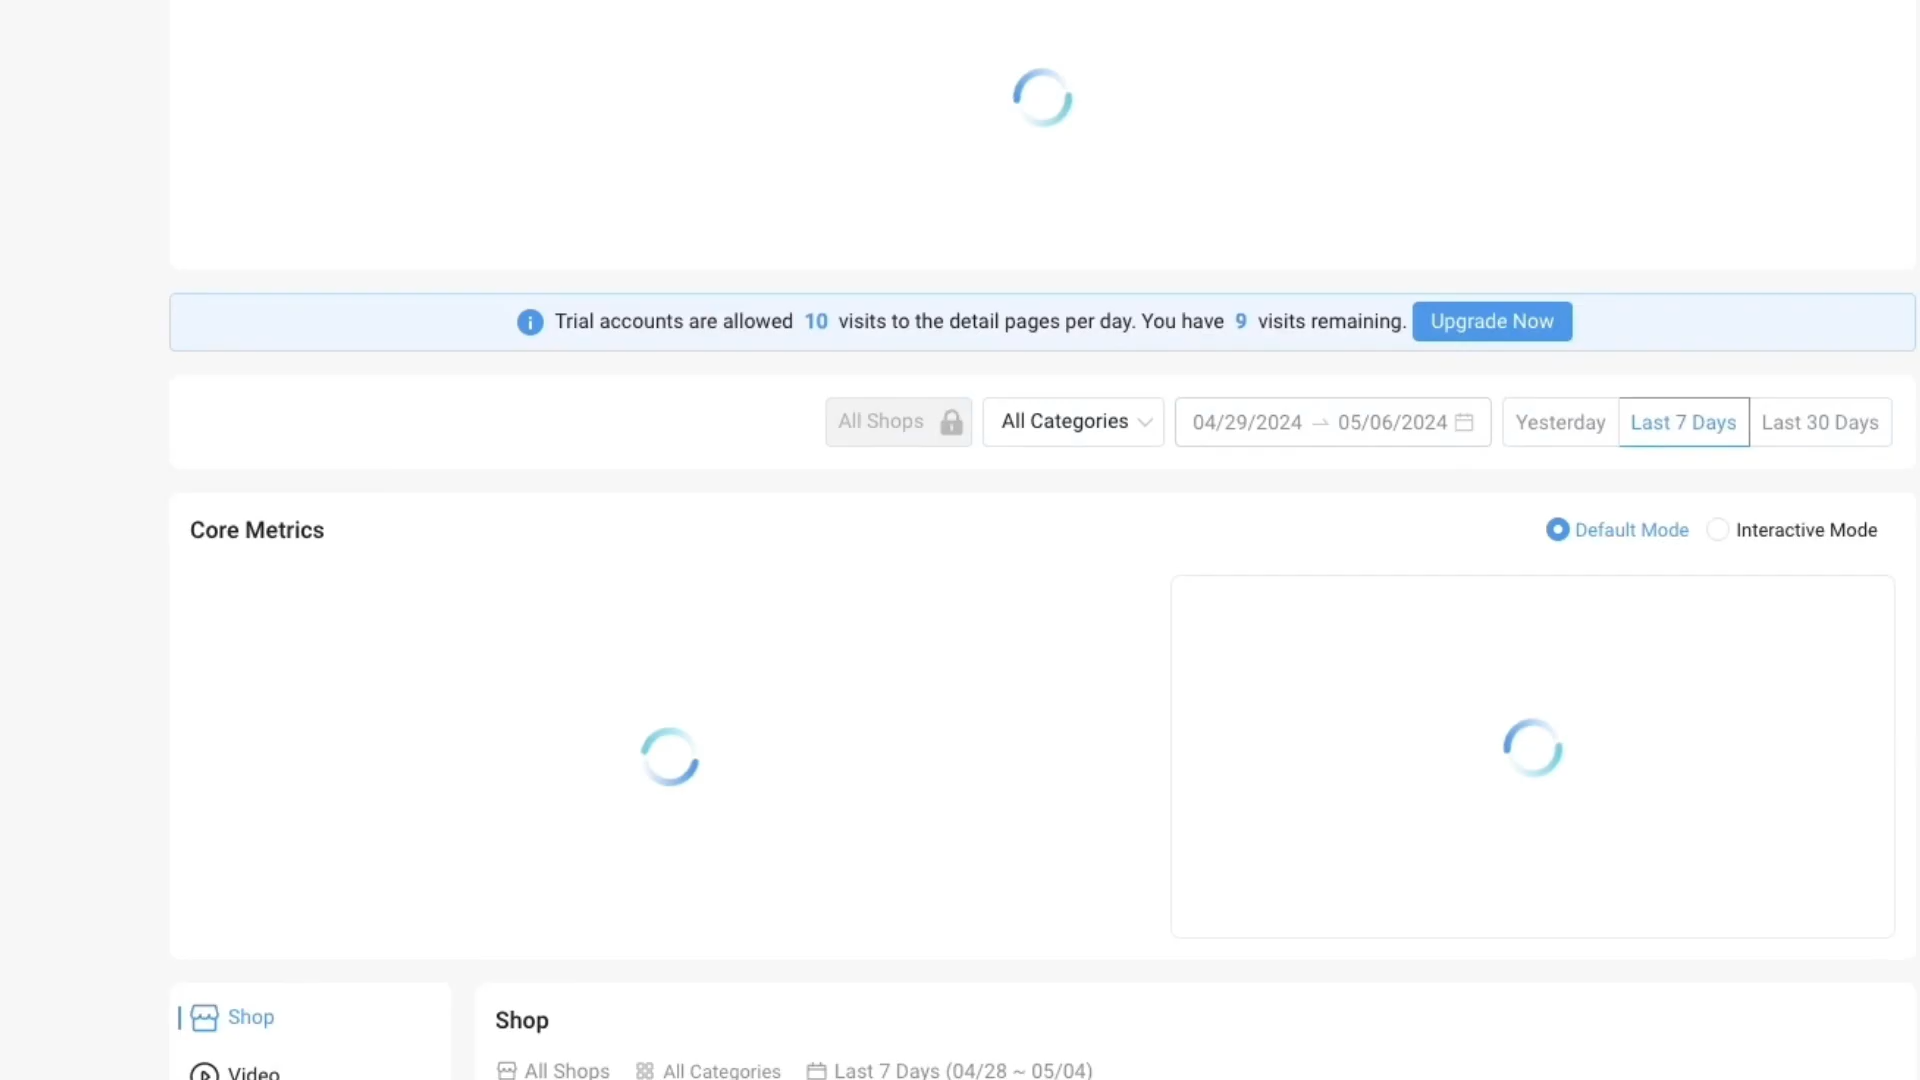 Trial accounts are allowed 10 visits to the detail pages per day. You have 9 visits remaining. Upgrade Now
All Shops All Categories 04/29/2024 → 05/06/2024 Yesterday Last 7 Days Last 30 Days
Core Metrics Default Mode Interactive Mode
Shop
Video
Shop
All Shops All Categories Last 7 Days (04/28 ~ 05/04)